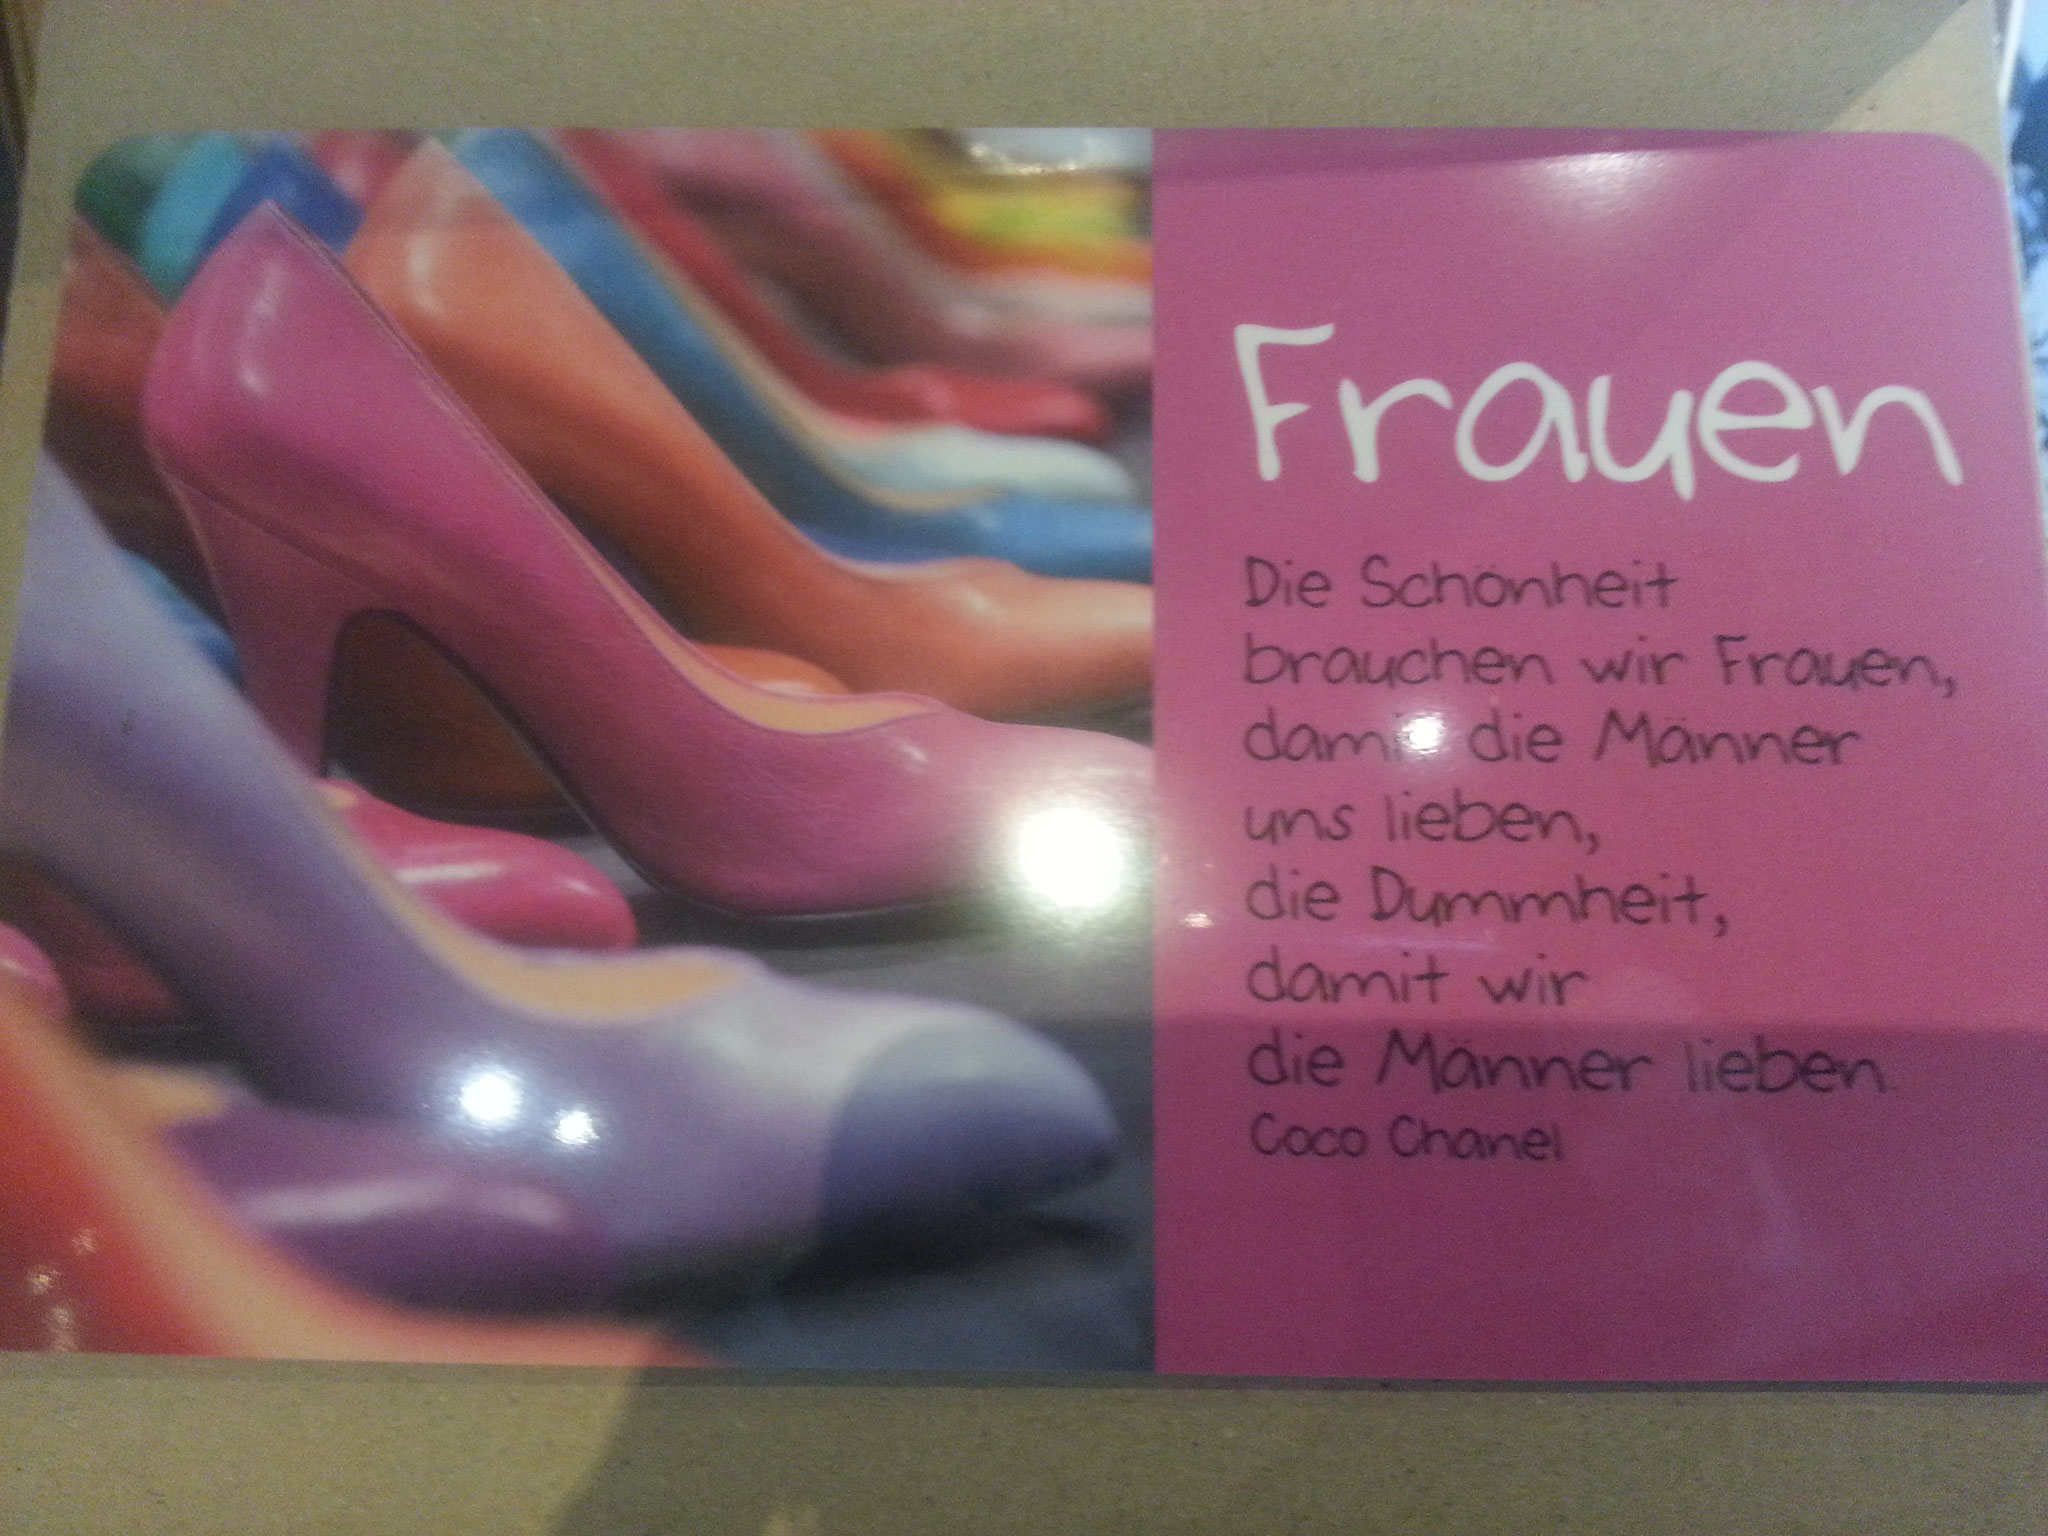 Frauen
Die Schönheit
brauchen wir Frauen,
damit die Männer
uns lieben,
die Dummheit,
damit wir
die Männer lieben.
Coco Chanel